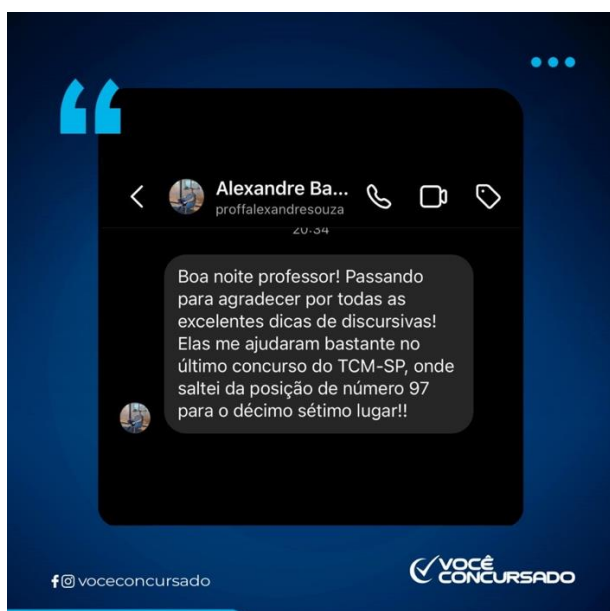 Alexandre Ba...
proffalexandresouza
20:34
Boa noite professor! Passando
para agradecer por todas as
excelentes dicas de discursivas!
Elas me ajudaram bastante no
último concurso do TCM-SP, onde
saltei da posição de número 97
para o décimo sétimo lugar!!
voceconcursado
VOCÊ
CONCURSADO